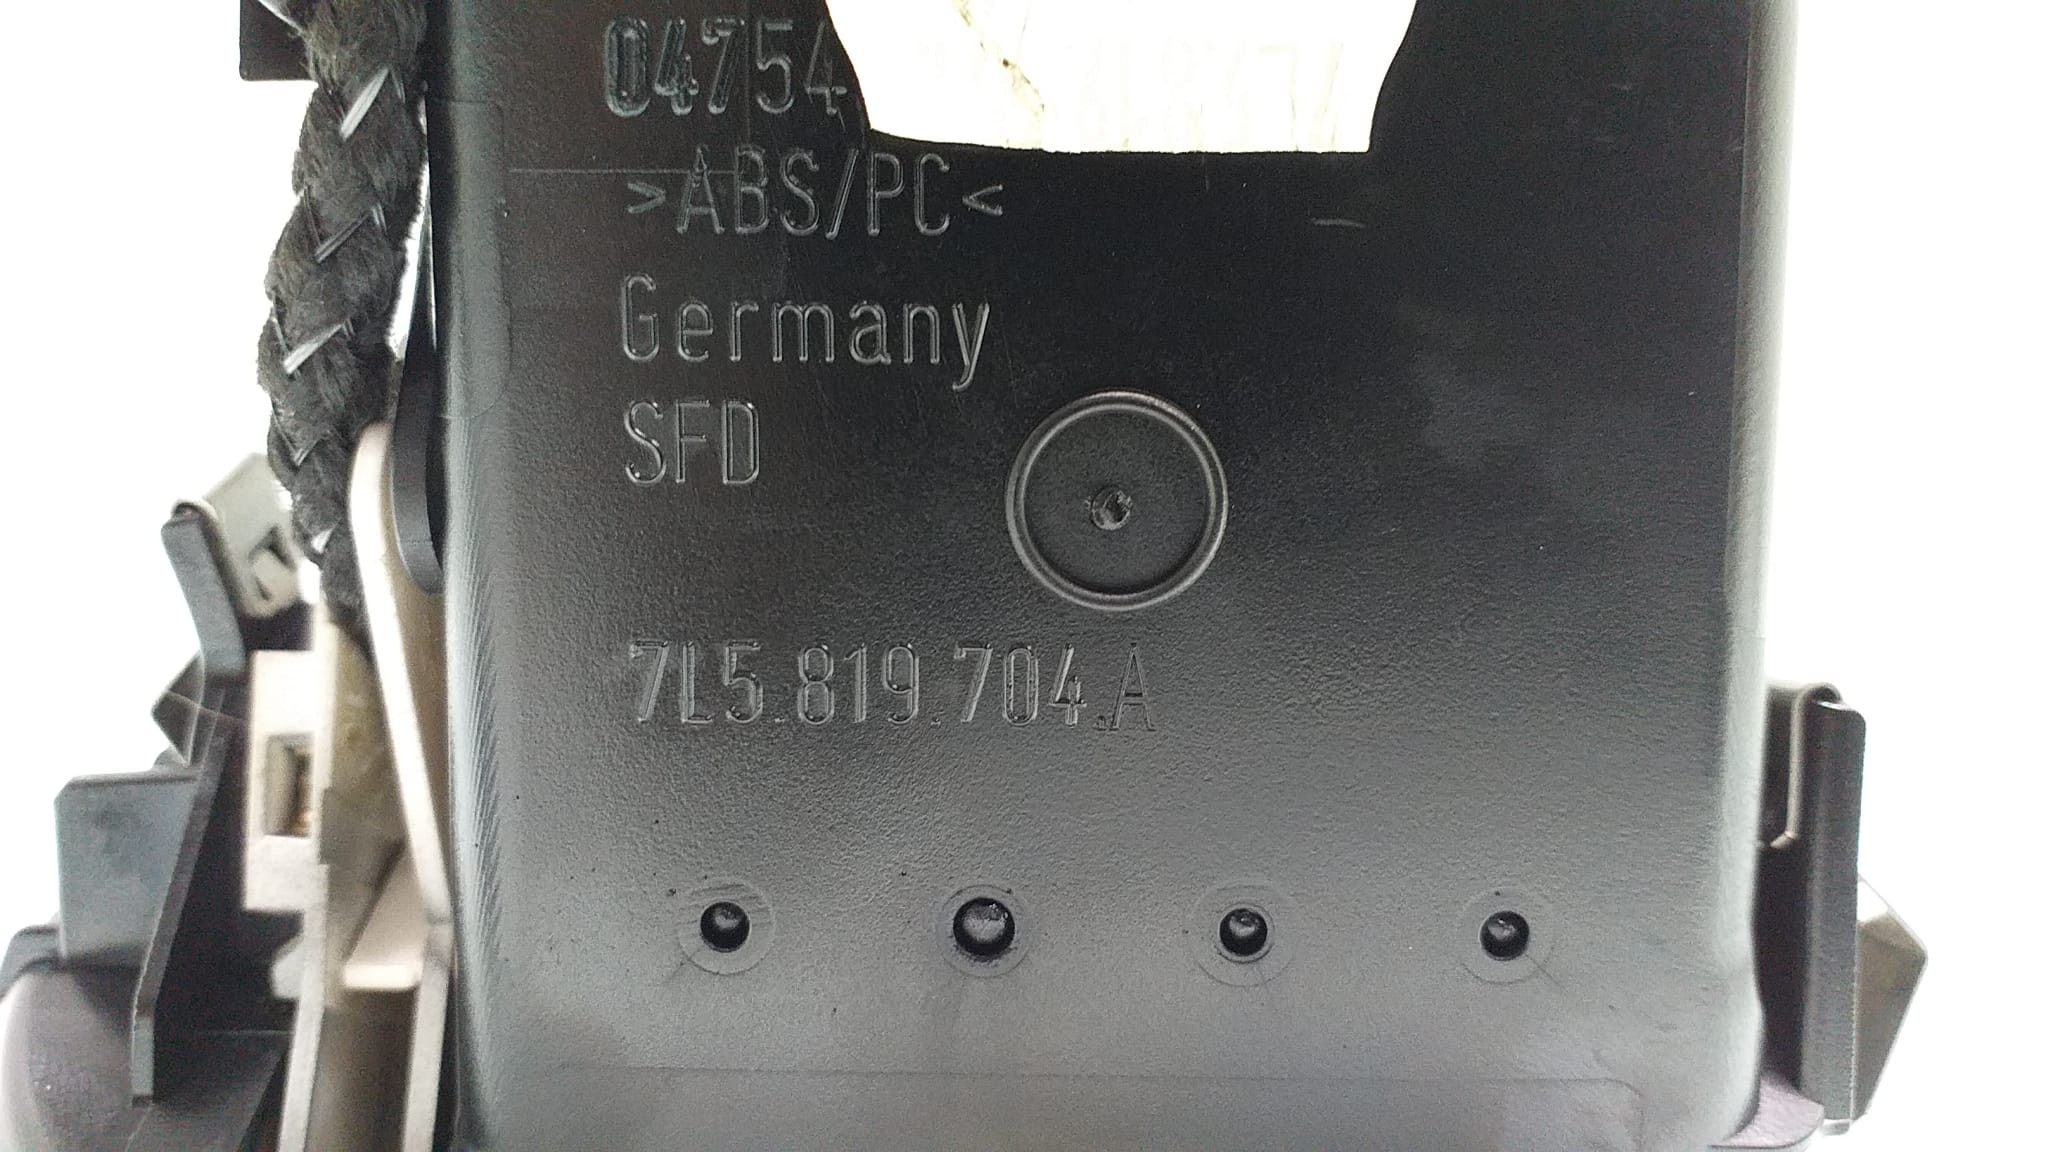 04754
>ABS/PC<
Germany
SFD
7L5.819.704.A